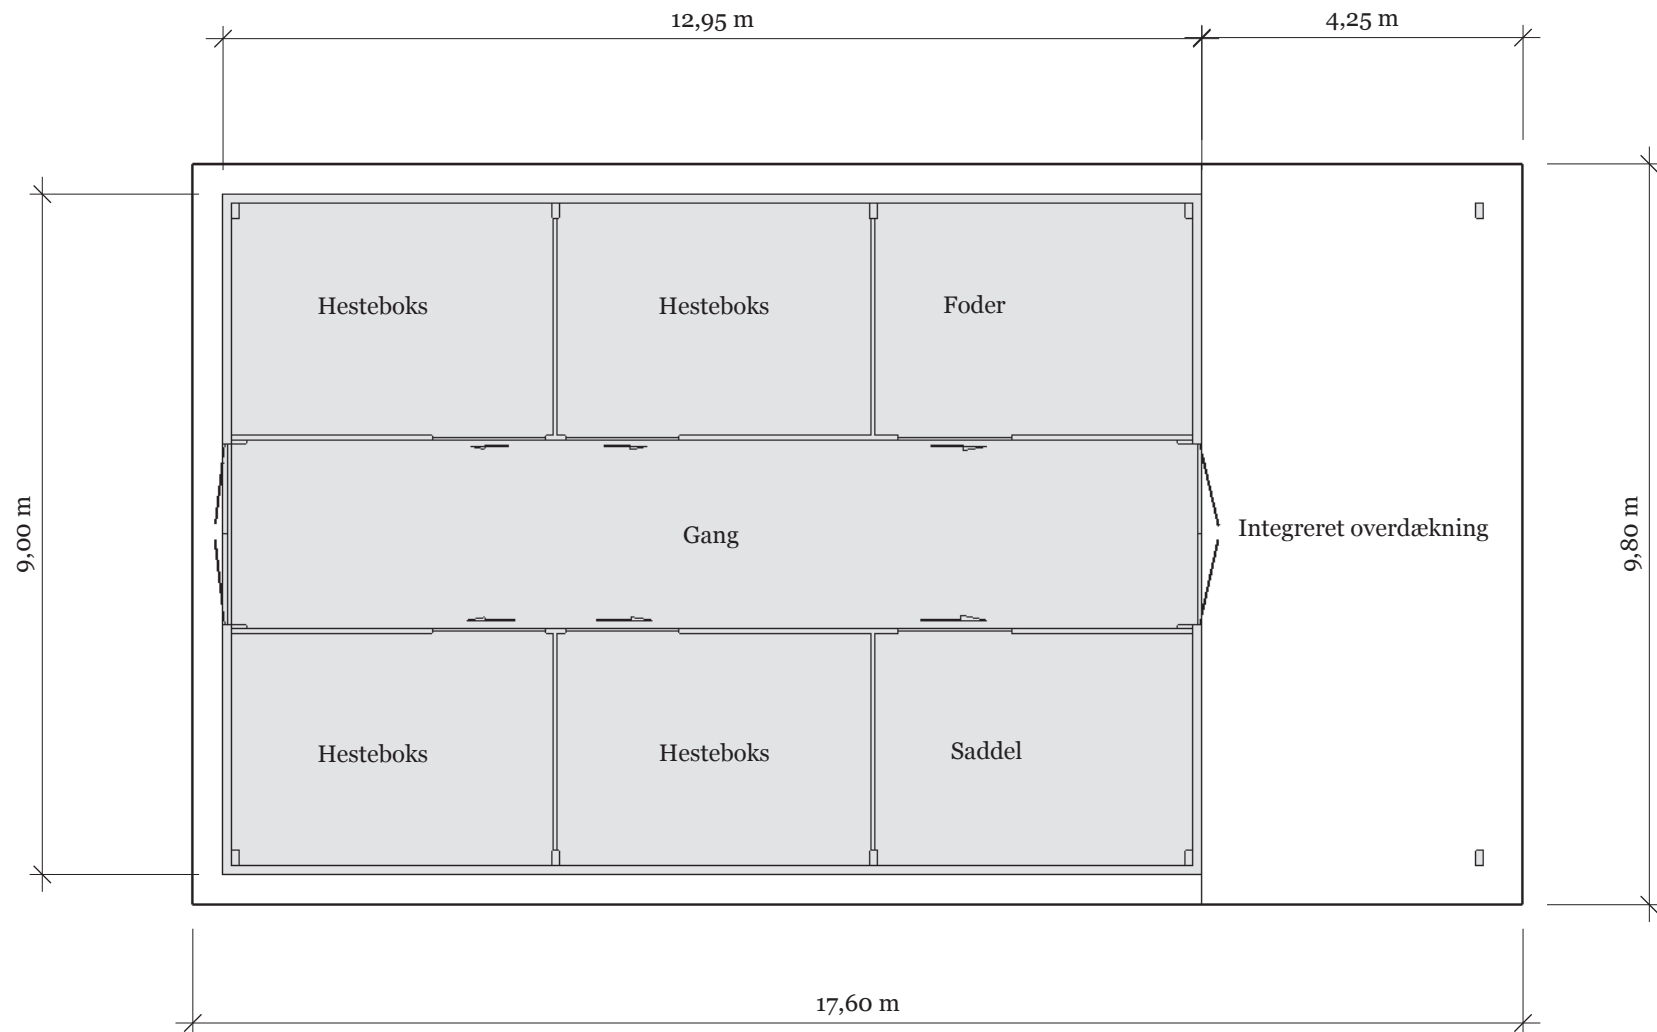 12,95 m
4,25 m
Hesteboks
Hesteboks
Foder
9,00 m
Gang
Integreret overdækning
9,80 m
Hesteboks
Hesteboks
Saddel
17,60 m